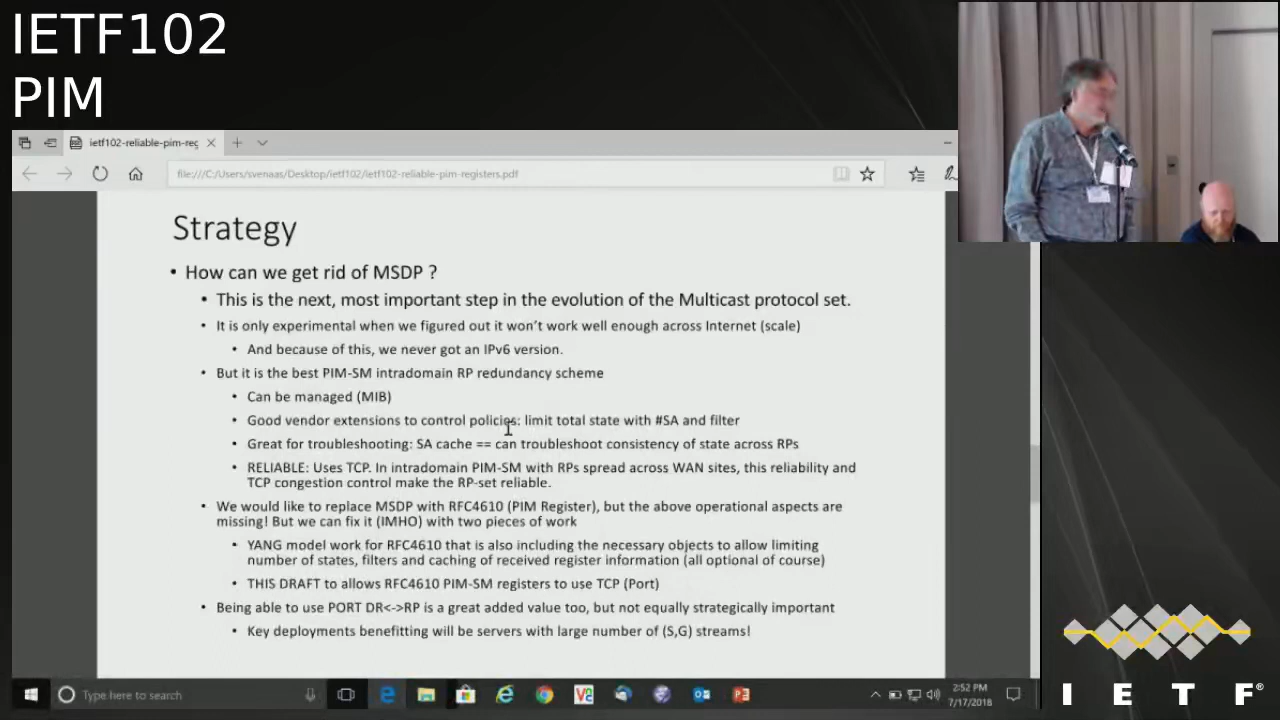 IETF102
PIM
ietf102-reliable-pim-reg
file:///C:/Users/svenaas/Desktop/ietf102/ietf102-reliable-pim-registers.pdf
Strategy
• How can we get rid of MSDP ?
• This is the next, most important step in the evolution of the Multicast protocol set.
• It is only experimental when we figured out it won't work well enough across Internet (scale)
• And because of this, we never got an IPv6 version.
• But it is the best PIM-SM intradomain RP redundancy scheme
• Can be managed (MIB)
• Good vendor extensions to control policies: limit total state with #SA and filter
• Great for troubleshooting: SA cache == can troubleshoot consistency of state across RPs
• RELIABLE: Uses TCP. In intradomain PIM-SM with RPs spread across WAN sites, this reliability and
TCP congestion control make the RP-set reliable.
• We would like to replace MSDP with RFC4610 (PIM Register), but the above operational aspects are
missing! But we can fix it (IMHO) with two pieces of work
• YANG model work for RFC4610 that is also including the necessary objects to allow limiting
number of states, filters and caching of received register information (all optional of course)
• THIS DRAFT to allows RFC4610 PIM-SM registers to use TCP (Port)
• Being able to use PORT DR<->RP is a great added value too, but not equally strategically important
• Key deployments benefitting will be servers with large number of (S,G) streams!
Type here to search
2:52 PM
7/17/2018
I E T F®